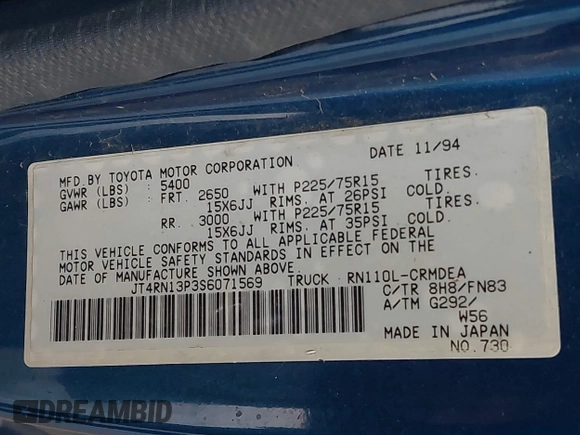 MFD BY TOYOTA MOTOR CORPORATION DATE 11/94
GVWR (LBS) : 5400
GAWR (LBS) : FRT. 2650 WITH P225/75R15 TIRES.
15X6JJ RIMS. AT 26PSI COLD.
RR. 3000 WITH P225/75R15 TIRES.
15X6JJ RIMS. AT 35PSI COLD.
THIS VEHICLE CONFORMS TO ALL APPLICABLE FEDERAL
MOTOR VEHICLE SAFETY STANDARDS IN EFFECT ON THE
DATE OF MANUFACTURE SHOWN ABOVE.
JT4RN13P3S6071569 TRUCK RN110L-CRMDEA
C/TR 8H8/FN83
A/TM G292/
W56
MADE IN JAPAN
NO.730
DREAMBID